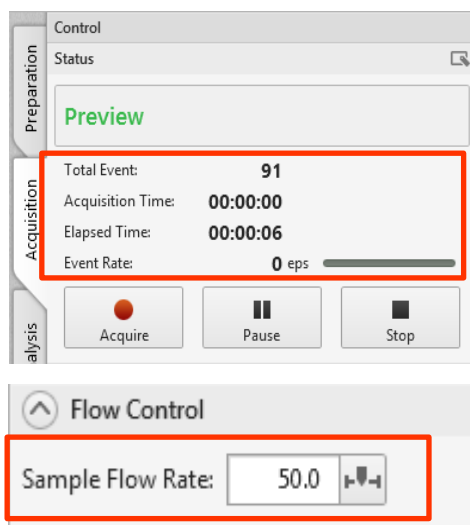 Control
Status
Preparation
Preview
Acquisition
Total Event: 91
Acquisition Time: 00:00:00
Elapsed Time: 00:00:06
Event Rate: 0 eps
alysis
Acquire Pause Stop
Flow Control
Sample Flow Rate: 50.0